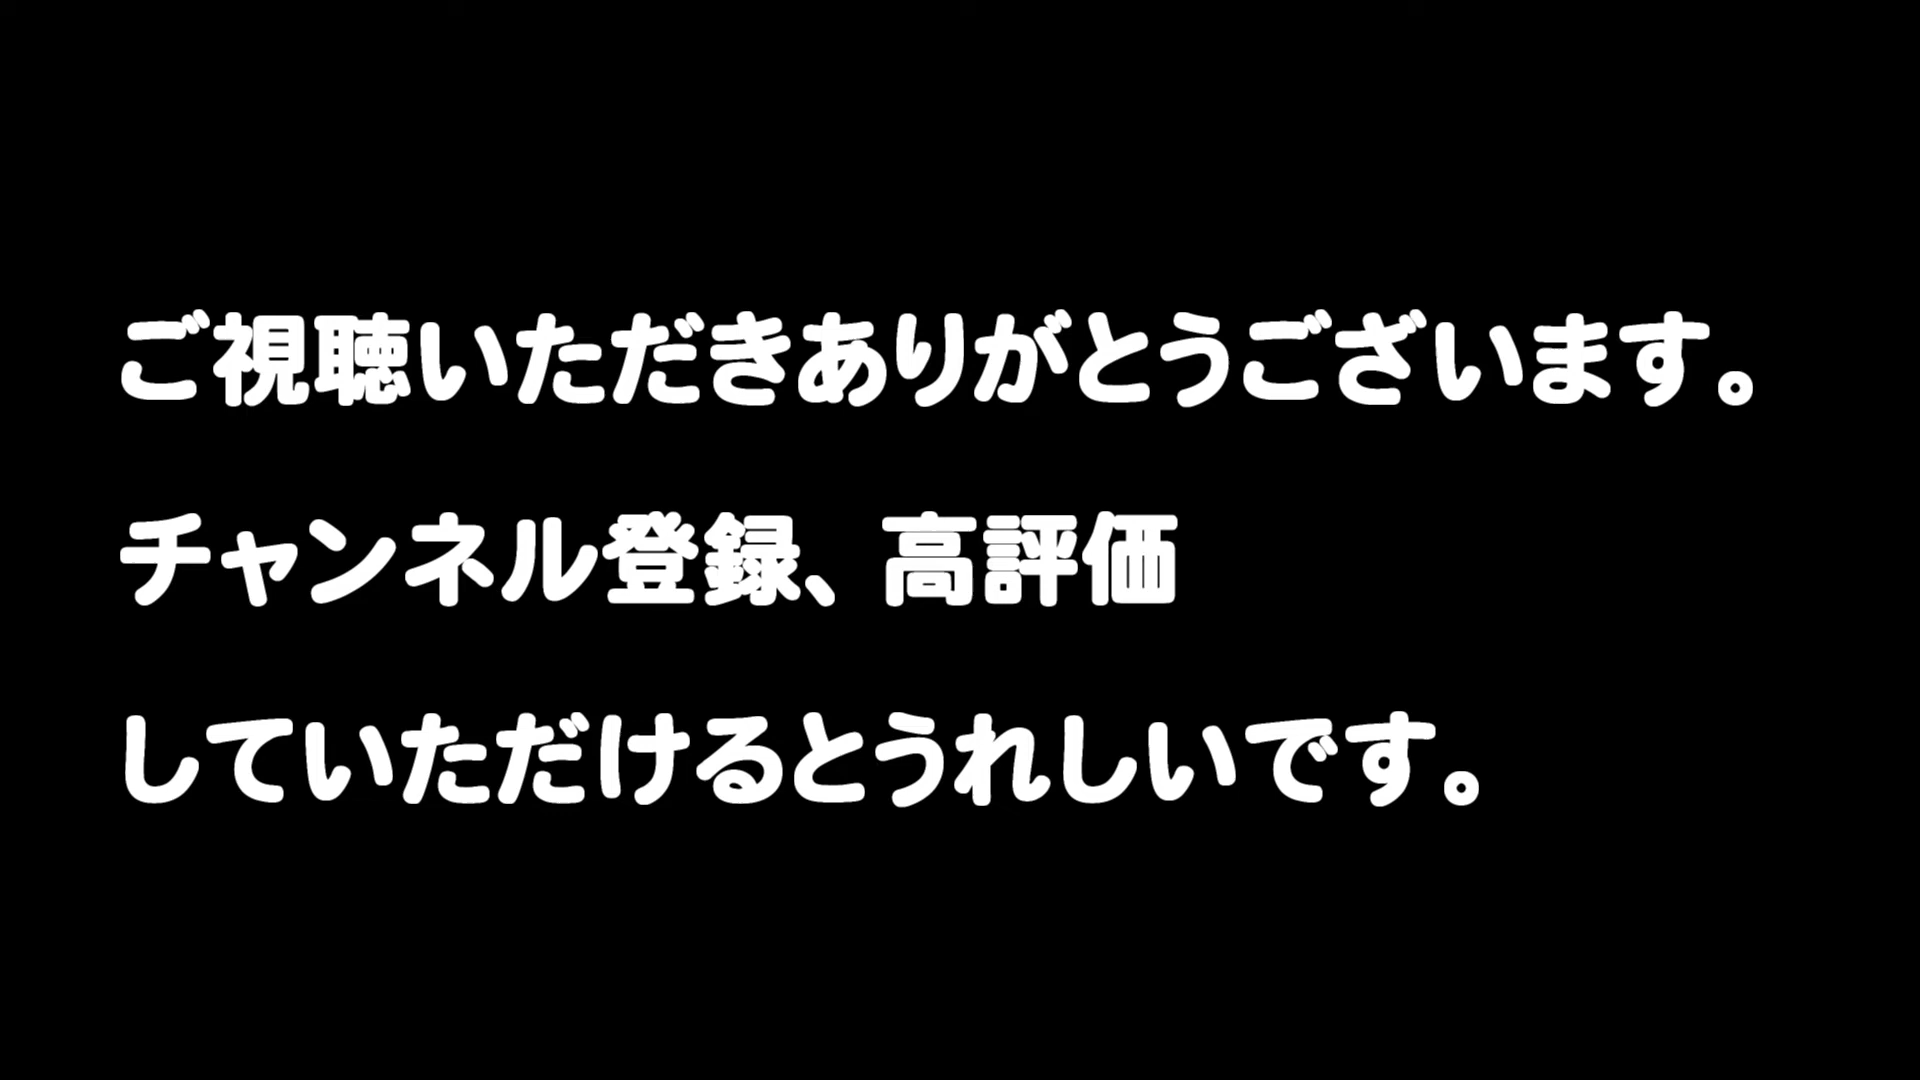 ご視聴いただきありがとうございます。
チャンネル登録、高評価
していただけるとうれしいです。